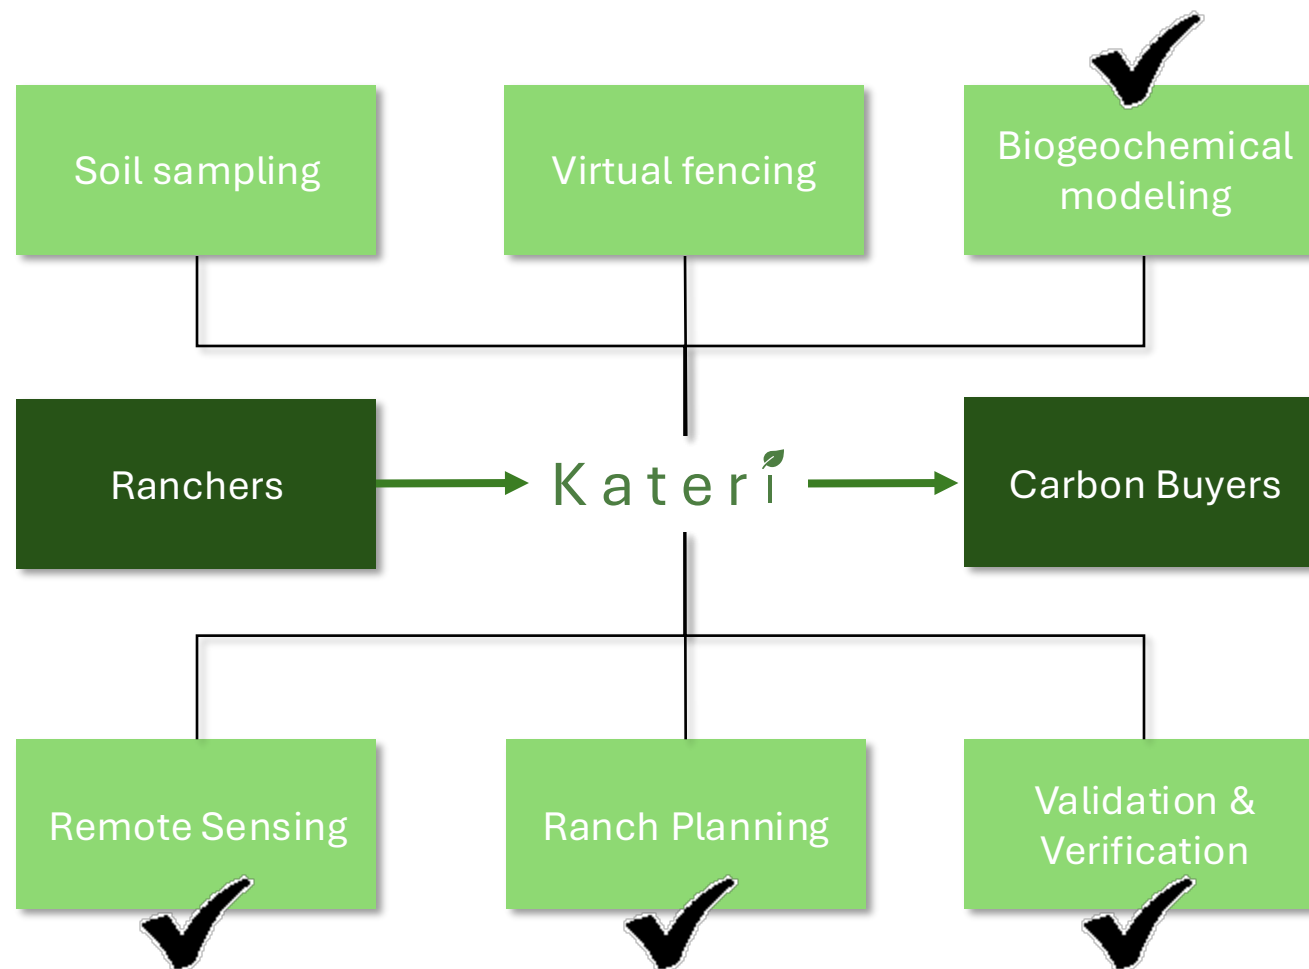 Soil sampling
Virtual fencing
Biogeochemical
modeling
Ranchers
Kateri
Carbon Buyers
Remote Sensing
Ranch Planning
Validation &
Verification